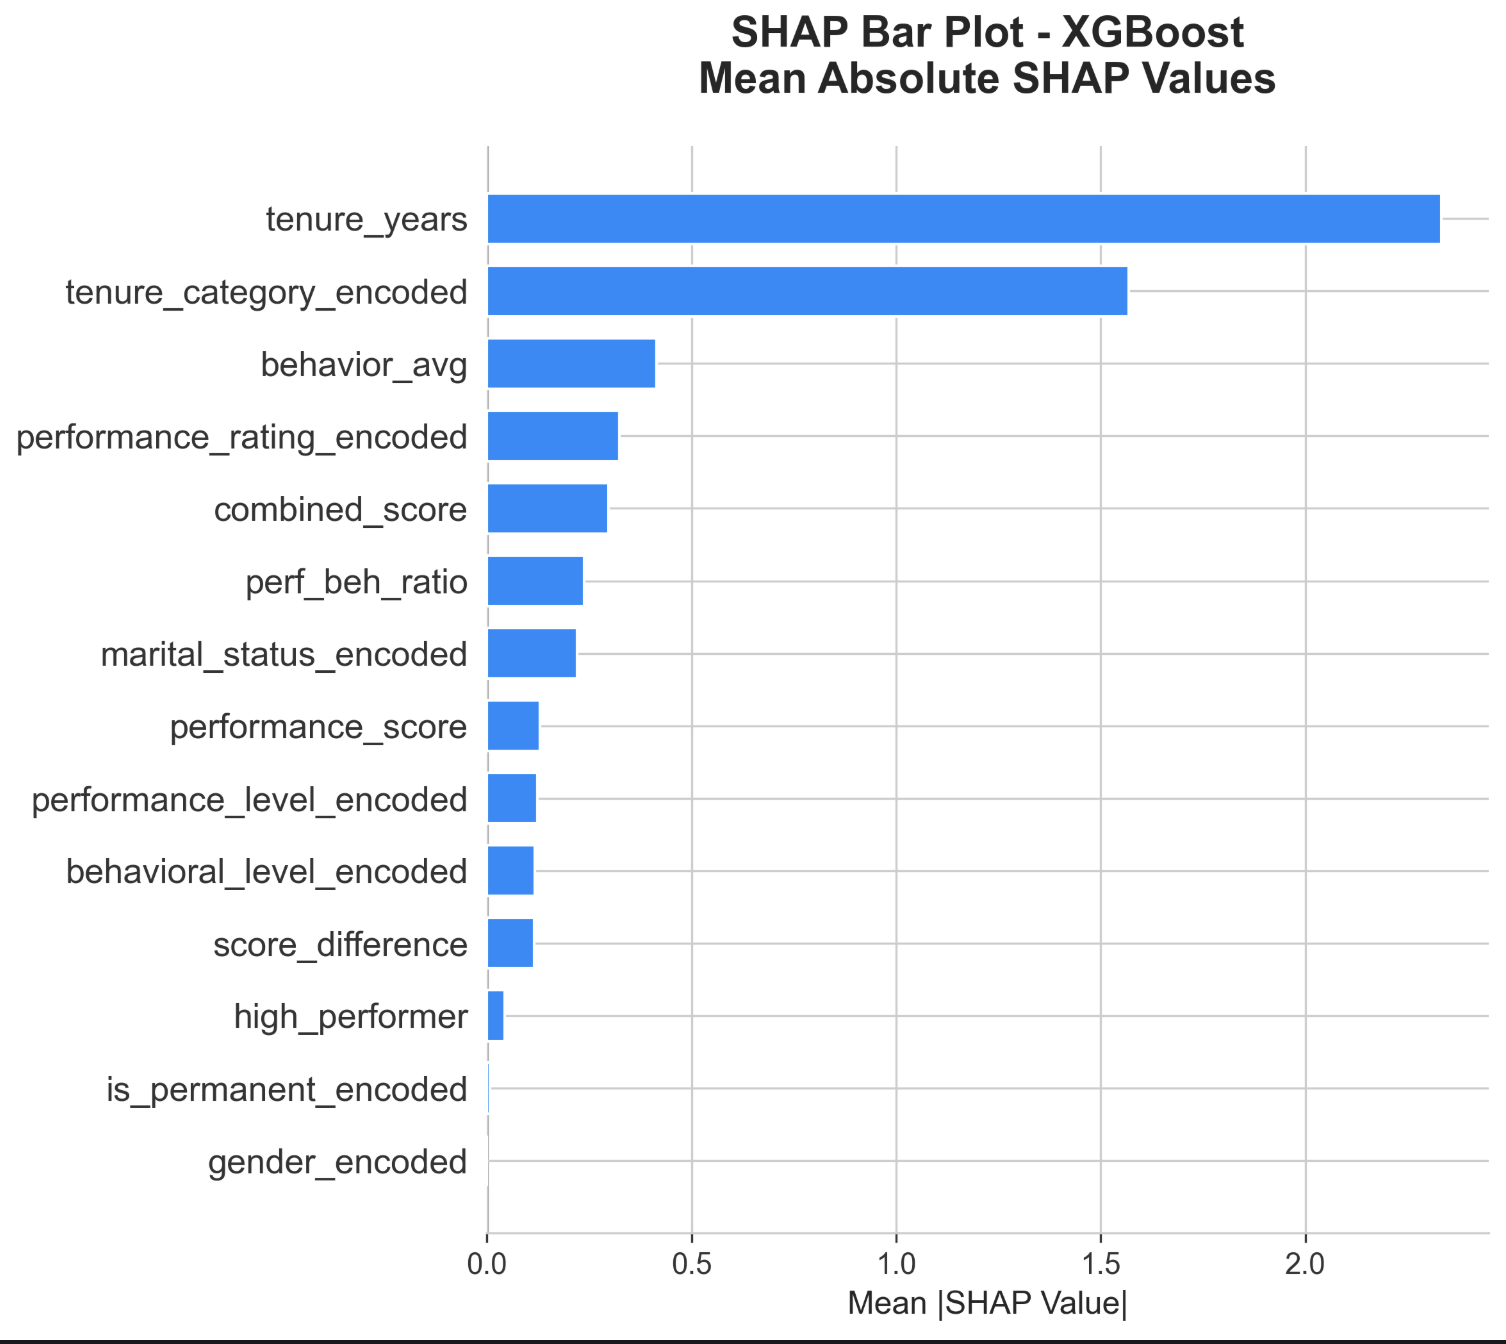 SHAP Bar Plot - XGBoost
Mean Absolute SHAP Values
tenure_years
tenure_category_encoded
behavior_avg
performance_rating_encoded
combined_score
perf_beh_ratio
marital_status_encoded
performance_score
performance_level_encoded
behavioral_level_encoded
score_difference
high_performer
is_permanent_encoded
gender_encoded
0.0 0.5 1.0 1.5 2.0
Mean |SHAP Value|